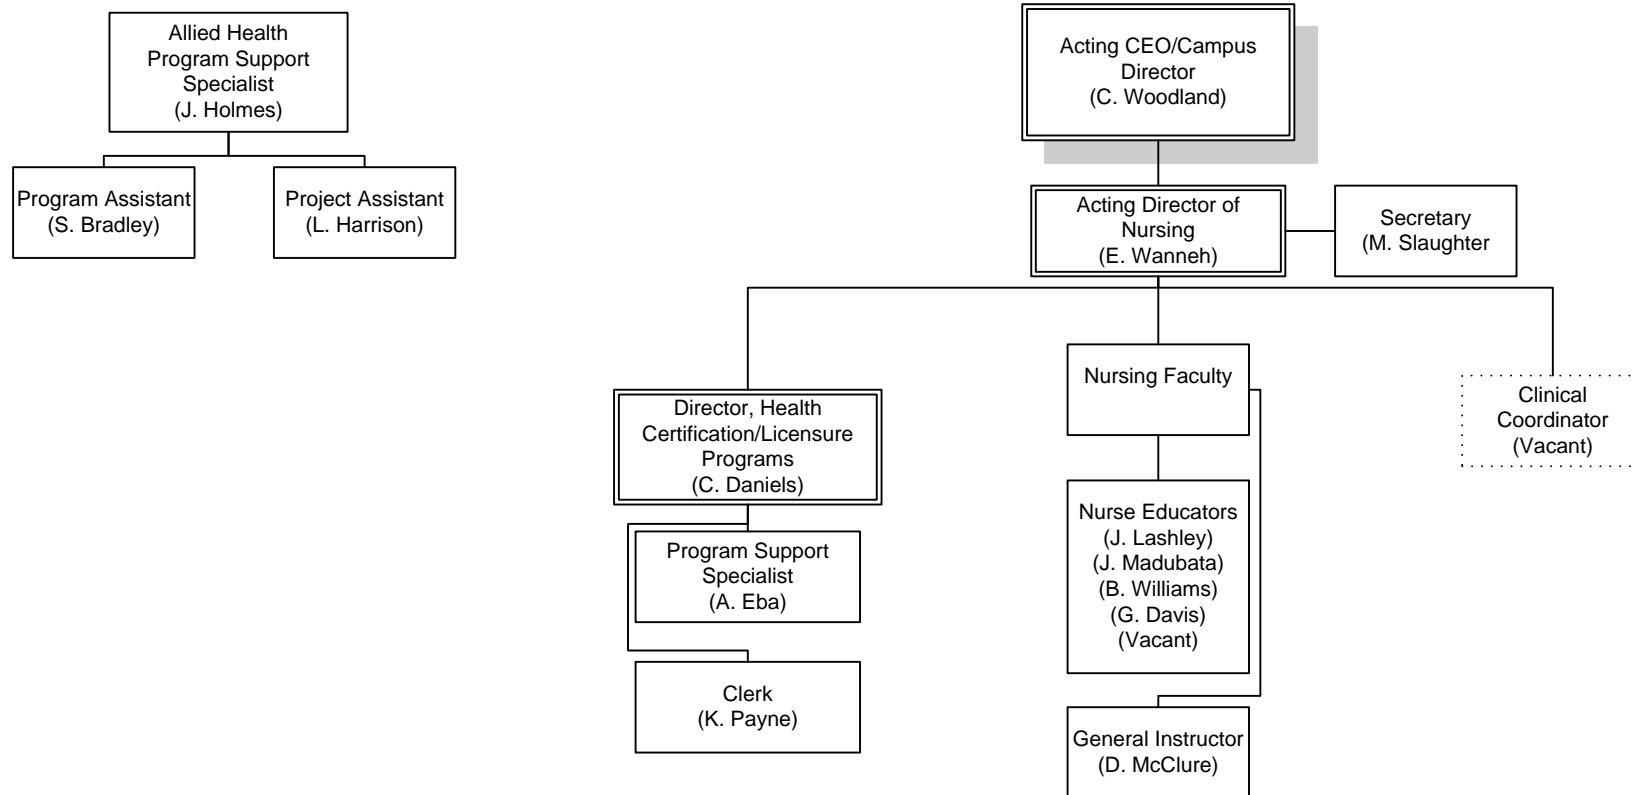 Allied Health
Program Support
Specialist
(J. Holmes)
Program Assistant
(S. Bradley)
Project Assistant
(L. Harrison)
Acting CEO/Campus
Director
(C. Woodland)
Acting Director of
Nursing
(E. Wanneh)
Secretary
(M. Slaughter
Director, Health
Certification/Licensure
Programs
(C. Daniels)
Program Support
Specialist
(A. Eba)
Clerk
(K. Payne)
Nursing Faculty
Nurse Educators
(J. Lashley)
(J. Madubata)
(B. Williams)
(G. Davis)
(Vacant)
General Instructor
(D. McClure)
Clinical
Coordinator
(Vacant)